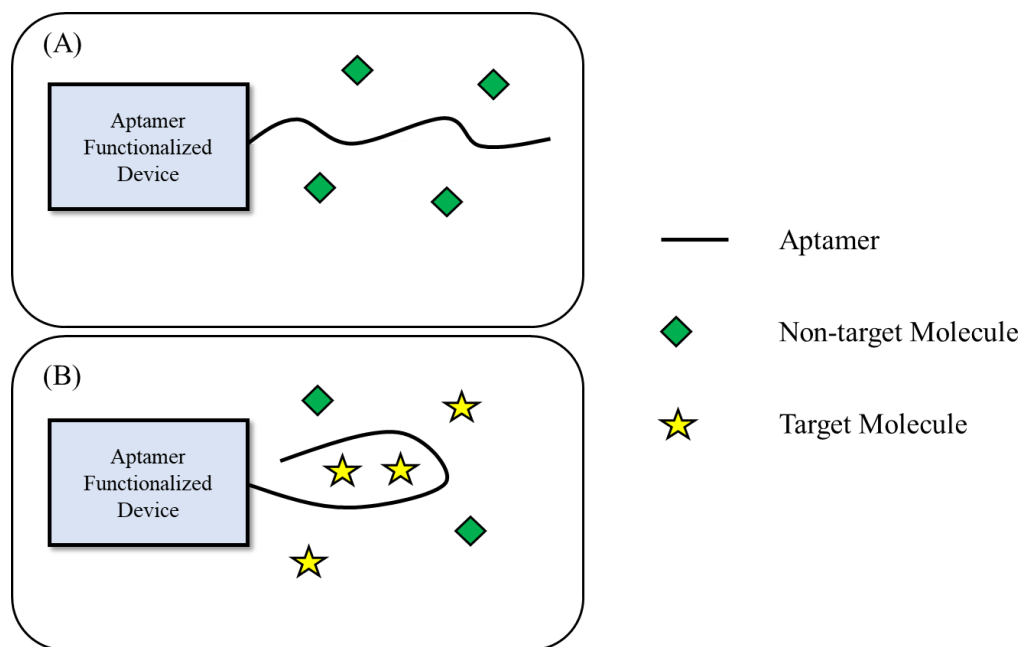 (A)
Aptamer
Functionalized
Device
(B)
Aptamer
Functionalized
Device
Aptamer
Non-target Molecule
Target Molecule